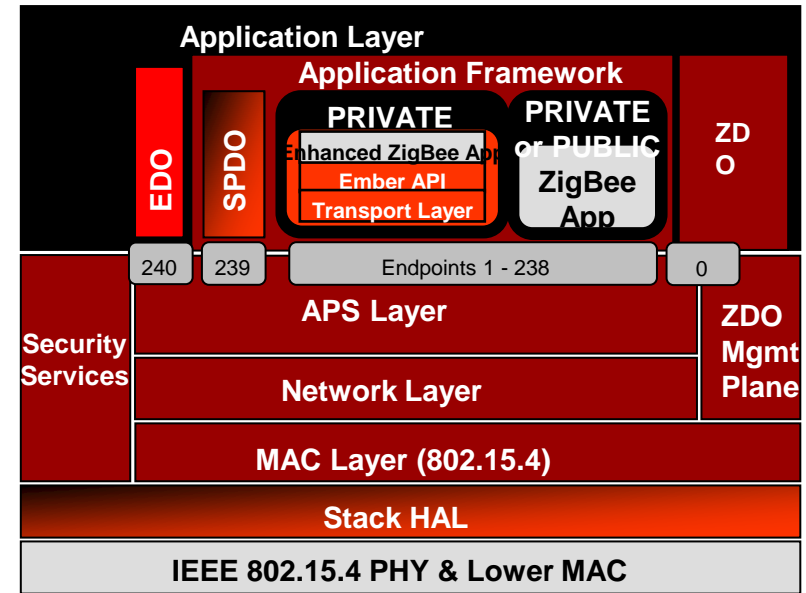 Application Layer
Application Framework
EDO
SPDO
PRIVATE
Enhanced ZigBee App
Ember API
Transport Layer
PRIVATE
or PUBLIC
ZigBee
App
ZD
O
240
239
Endpoints 1 - 238
0
Security
Services
APS Layer
Network Layer
ZDO
Mgmt
Plane
MAC Layer (802.15.4)
Stack HAL
IEEE 802.15.4 PHY & Lower MAC